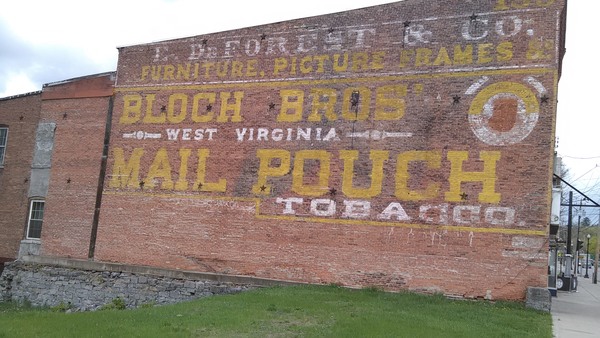 E. DEFOREST & CO.
FURNITURE, PICTURE FRAMES &
BLOCH BROS'
WEST VIRGINIA
MAIL POUCH
TOBACCO.